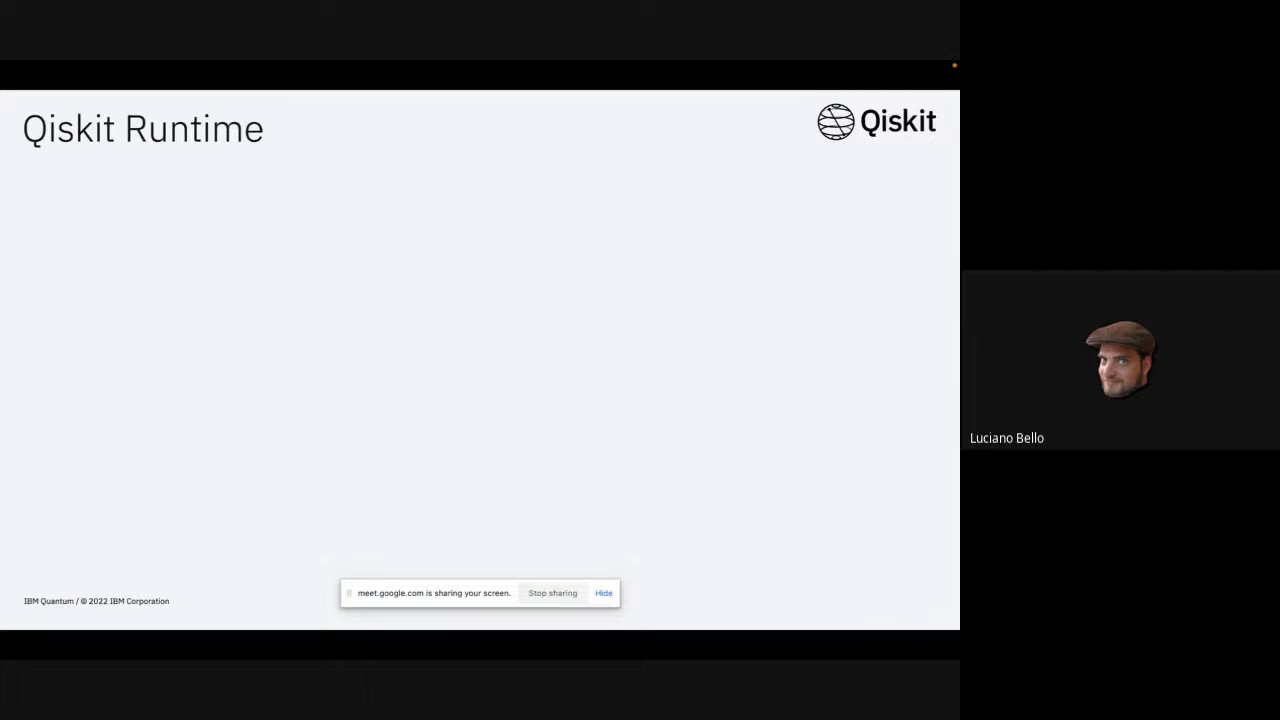 Qiskit Runtime
Qiskit
Luciano Bello
meet.google.com is sharing your screen. Stop sharing Hide
IBM Quantum / © 2022 IBM Corporation